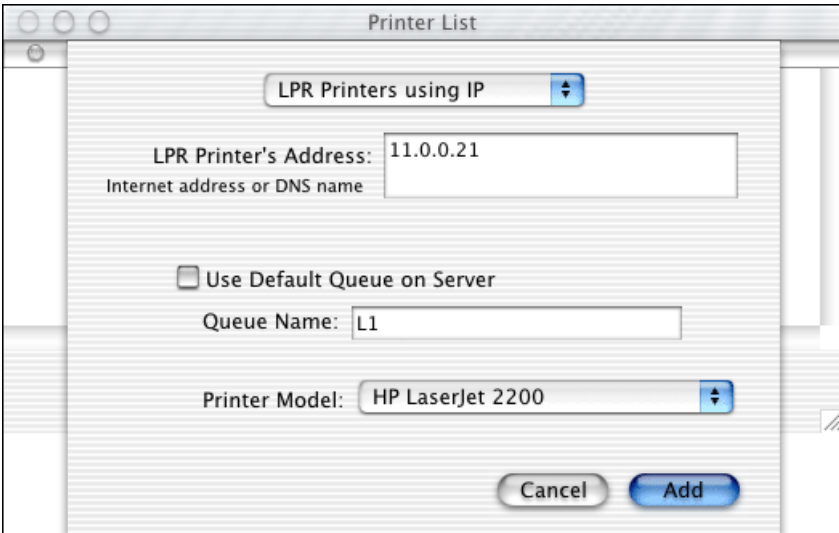 Printer List
LPR Printers using IP
LPR Printer's Address: 11.0.0.21
Internet address or DNS name
Use Default Queue on Server
Queue Name: L1
Printer Model: HP LaserJet 2200
Cancel Add